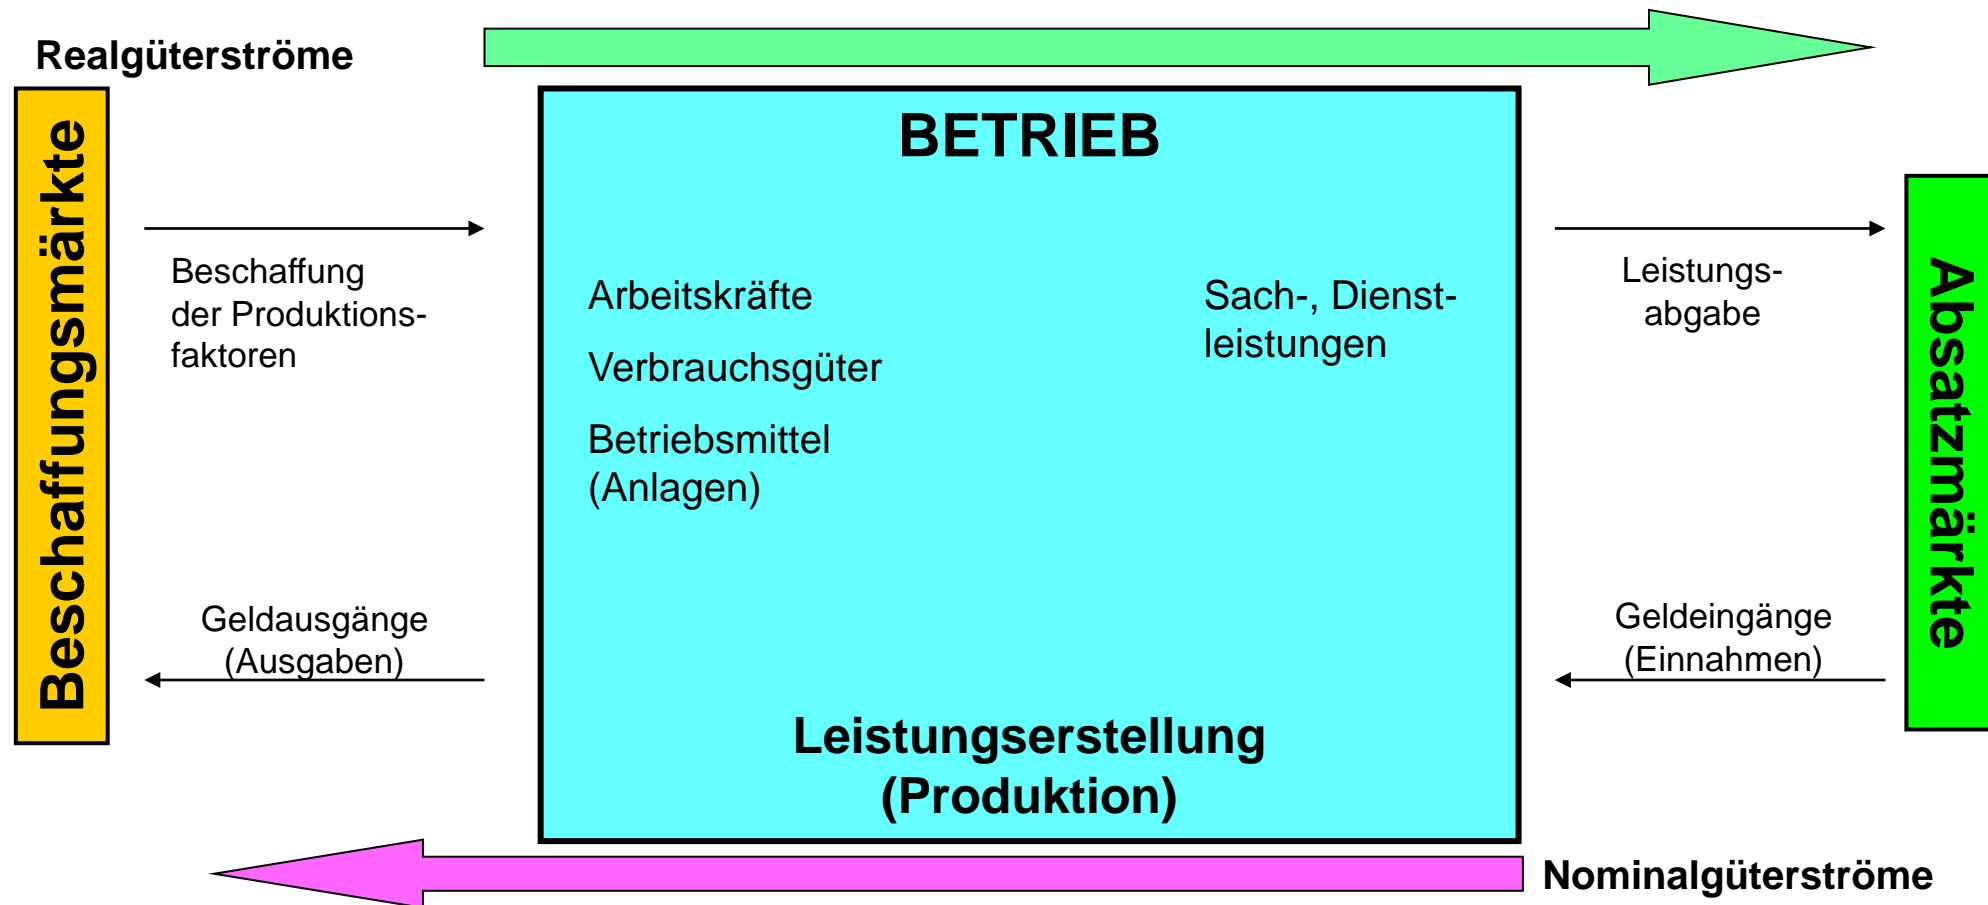 Realgüterströme
BETRIEB
Beschaffungsmärkte
Beschaffung
der Produktions-
faktoren
Arbeitskräfte
Verbrauchsgüter
Betriebsmittel
(Anlagen)
Sach-, Dienst-
leistungen
Leistungs-
abgabe
Absatzmärkte
Geldausgänge
(Ausgaben)
Geldeingänge
(Einnahmen)
Leistungserstellung
(Produktion)
Nominalgüterströme